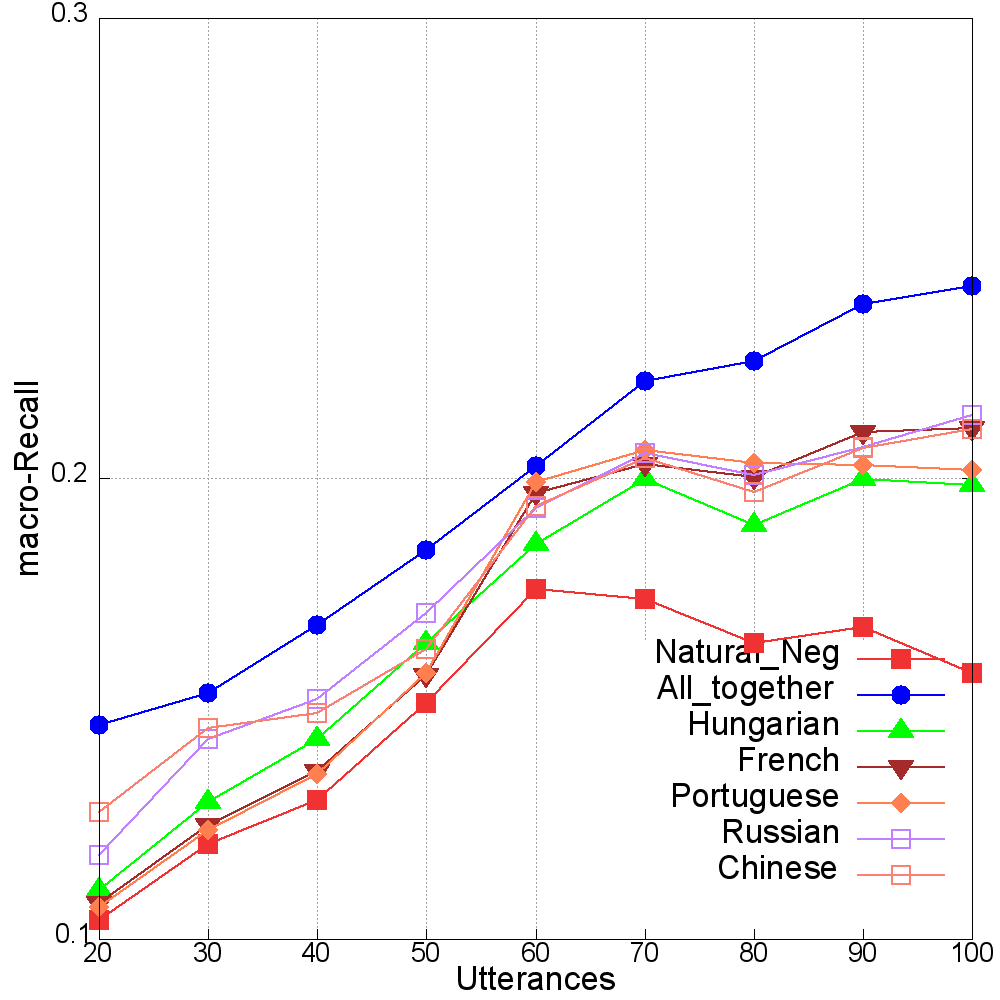 0.3
0.2
0.1
macro-Recall
Natural_Neg
All_together
Hungarian
French
Portuguese
Russian
Chinese
20 30 40 50 60 70 80 90 100
Utterances